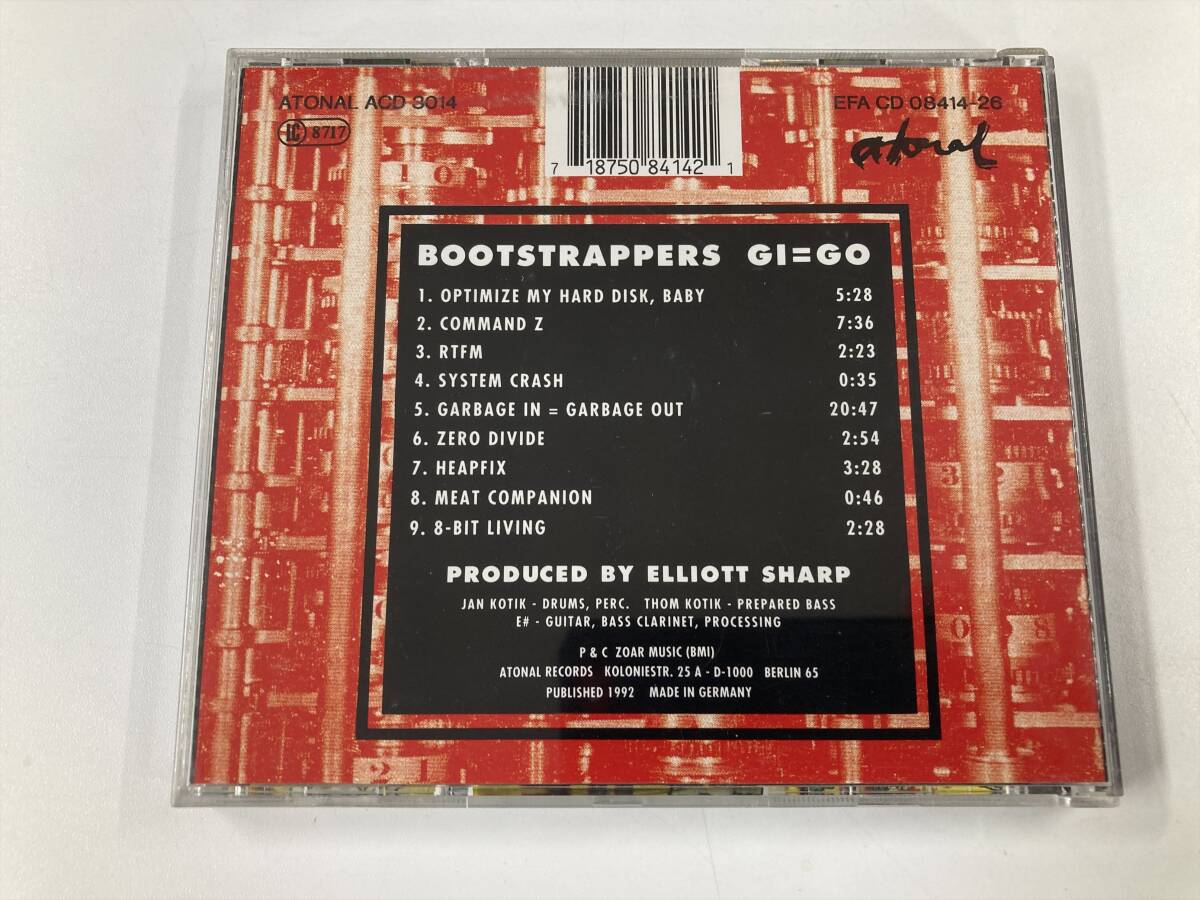 ATONAL ACD 3014
EFA CD 08414-26
LC 8717
atonal
7 18750 84142 1
10
BOOTSTRAPPERS GI=GO
1. OPTIMIZE MY HARD DISK, BABY 5:28
2. COMMAND Z 7:36
3. RTFM 2:23
4. SYSTEM CRASH 0:35
5. GARBAGE IN = GARBAGE OUT 20:47
6. ZERO DIVIDE 2:54
7. HEAPFIX 3:28
8. MEAT COMPANION 0:46
9. 8-BIT LIVING 2:28
PRODUCED BY ELLIOTT SHARP
JAN KOTIK - DRUMS, PERC. THOM KOTIK - PREPARED BASS
E# - GUITAR, BASS CLARINET, PROCESSING
P & C ZOAR MUSIC (BMI)
ATONAL RECORDS KOLONIESTR. 25 A - D-1000 BERLIN 65
PUBLISHED 1992 MADE IN GERMANY
0 8
21